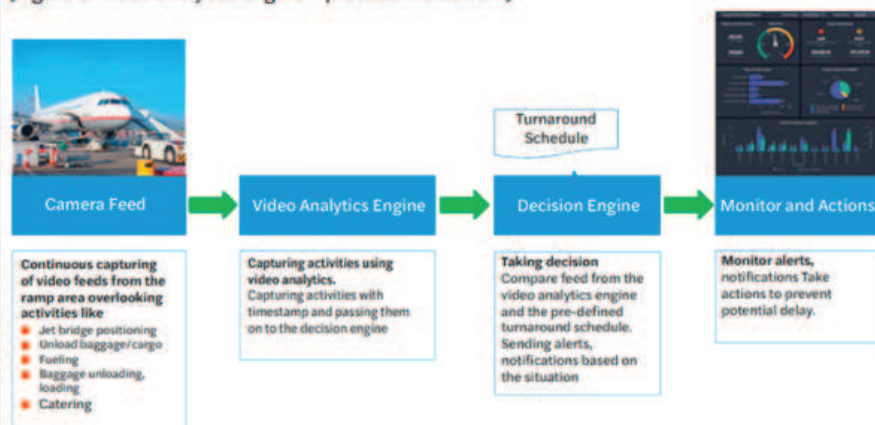 Turnaround
Schedule
Camera Feed
Video Analytics Engine
Decision Engine
Monitor and Actions
Continuous capturing
of video feeds from the
ramp area overlooking
activities like
Jet bridge positioning
Unload baggage/cargo
Fueling
Baggage unloading,
loading
Catering
Capturing activities using
video analytics.
Capturing activities with
timestamp and passing them
on to the decision engine
Taking decision
Compare feed from the
video analytics engine
and the pre-defined
turnaround schedule.
Sending alerts,
notifications based on
the situation
Monitor alerts,
notifications Take
actions to prevent
potential delay.